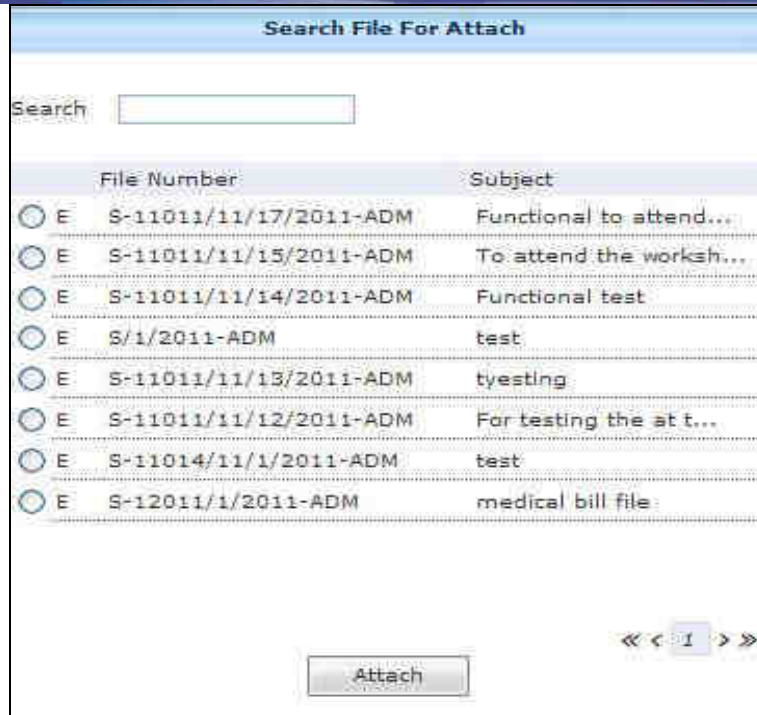 Search File For Attach
Search
File Number Subject
E S-11011/11/17/2011-ADM Functional to attend...
E S-11011/11/15/2011-ADM To attend the worksh...
E S-11011/11/14/2011-ADM Functional test
E S/1/2011-ADM test
E S-11011/11/13/2011-ADM tyesting
E S-11011/11/12/2011-ADM For testing the at t...
E S-11014/11/1/2011-ADM test
E S-12011/1/2011-ADM medical bill file
« < 1 > »
Attach